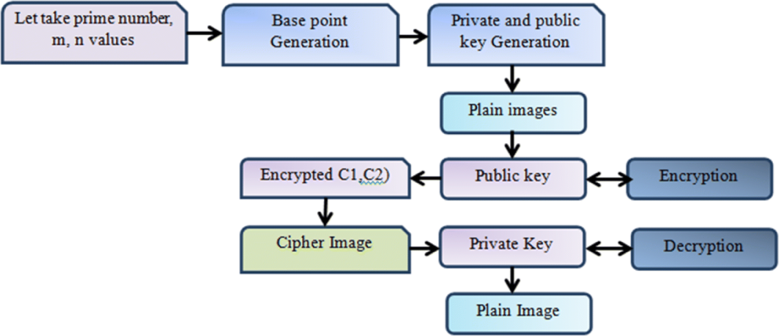 Let take prime number,
m, n values
Base point
Generation
Private and public
key Generation
Plain images
Encrypted C1,C2)
Public key
Encryption
Cipher Image
Private Key
Decryption
Plain Image